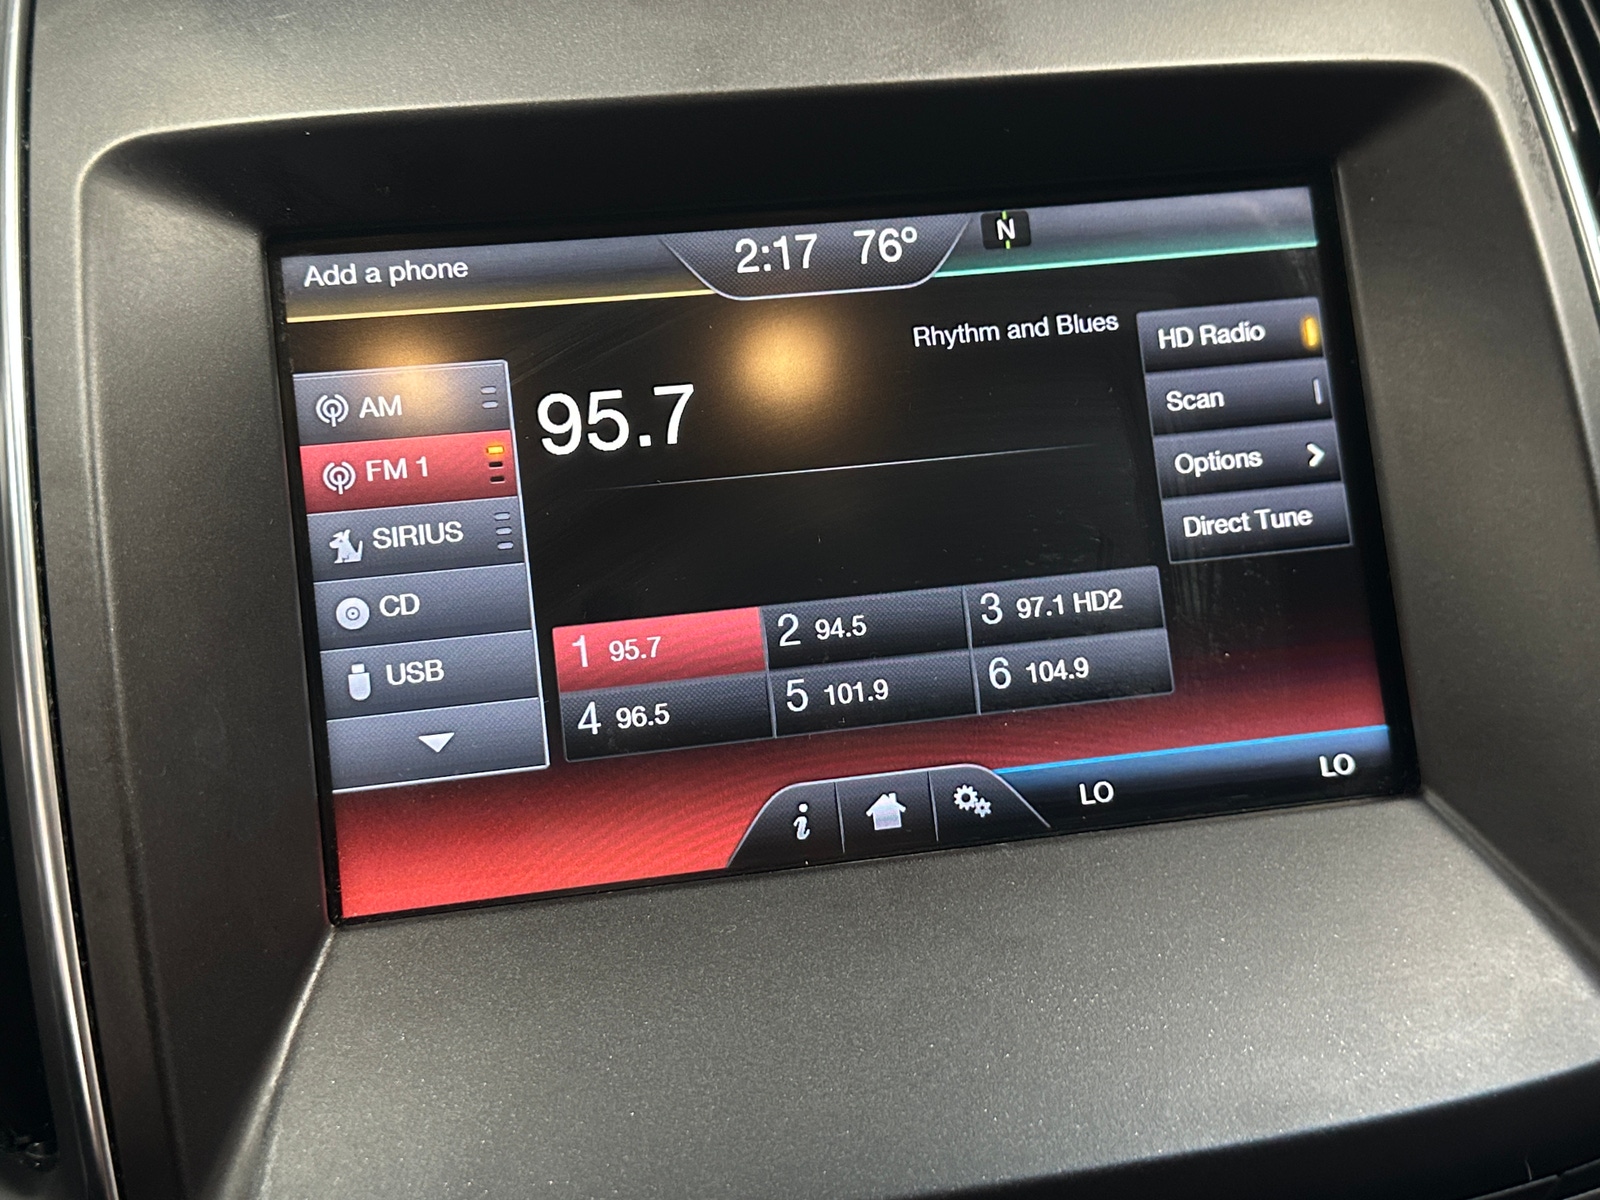 Add a phone
2:17 76°
N
Rhythm and Blues
95.7
AM
FM 1
SIRIUS
CD
USB
HD Radio
Scan
Options
Direct Tune
1 95.7
2 94.5
3 97.1 HD2
4 96.5
5 101.9
6 104.9
i
LO
LO